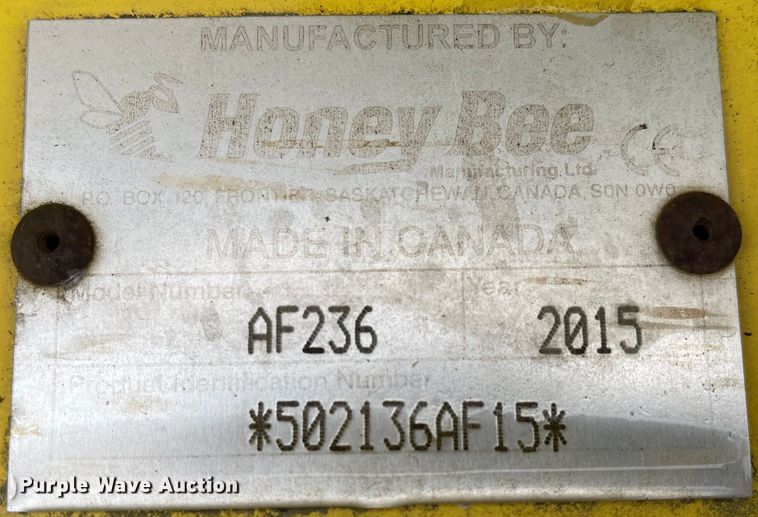 MANUFACTURED BY:
Honey Bee
Manufacturing Ltd.
CE
P.O. BOX 120, FRONTIER, SASKATCHEWAN, CANADA, S0N 0W0
MADE IN CANADA
Model Number Year
AF236 2015
Product Identification Number
*502136AF15*
Purple Wave Auction